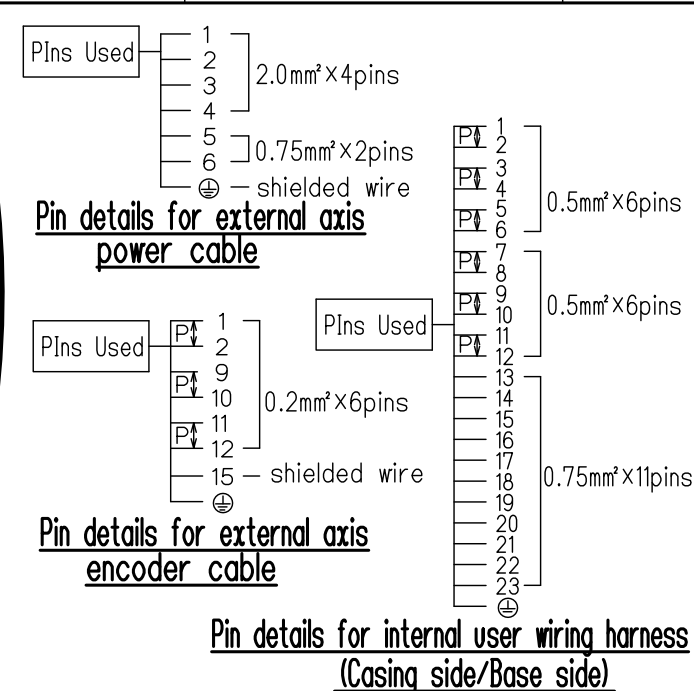 PIns Used
1
2
3
4
2.0mm²×4pins
5
6
0.75mm²×2pins
shielded wire
Pin details for external axis
power cable
PIns Used
P 1
2
P 9
10
P 11
12
0.2mm²×6pins
15 shielded wire
Pin details for external axis
encoder cable
PIns Used
P 1
2
P 3
4
P 5
6
0.5mm²×6pins
P 7
8
P 9
10
P 11
12
0.5mm²×6pins
13
14
15
16
17
18
19
20
21
22
23
0.75mm²×11pins
Pin details for internal user wiring harness
(Casing side/Base side)